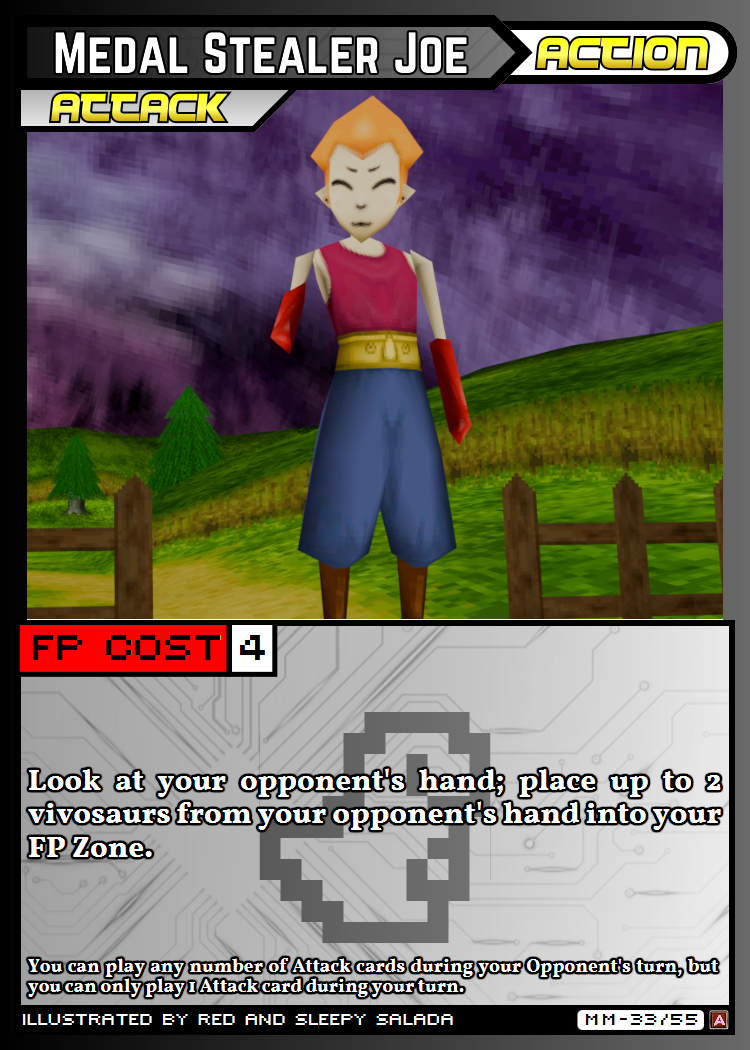 Medal Stealer Joe
ACTION
ATTACK
FP COST 4
Look at your opponent's hand; place up to 2
vivosaurs from your opponent's hand into your
FP Zone.
You can play any number of Attack cards during your Opponent's turn, but
you can only play 1 Attack card during your turn.
ILLUSTRATED BY RED AND SLEEPY SALADA
MM-33/55 A